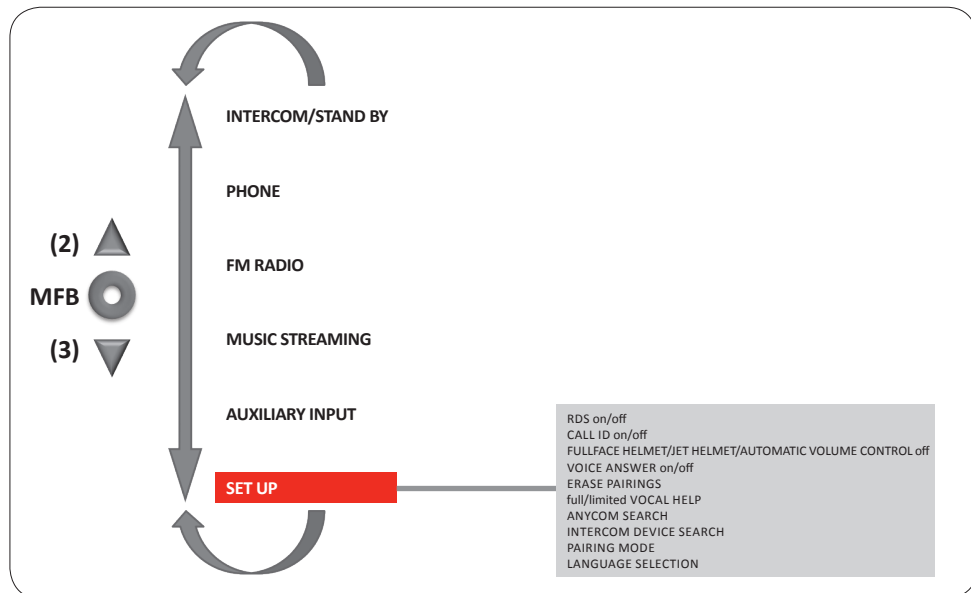 INTERCOM/STAND BY
PHONE
(2)
FM RADIO
MFB
(3)
MUSIC STREAMING
AUXILIARY INPUT
SET UP
RDS on/off
CALL ID on/off
FULLFACE HELMET/JET HELMET/AUTOMATIC VOLUME CONTROL off
VOICE ANSWER on/off
ERASE PAIRINGS
full/limited VOCAL HELP
ANYCOM SEARCH
INTERCOM DEVICE SEARCH
PAIRING MODE
LANGUAGE SELECTION